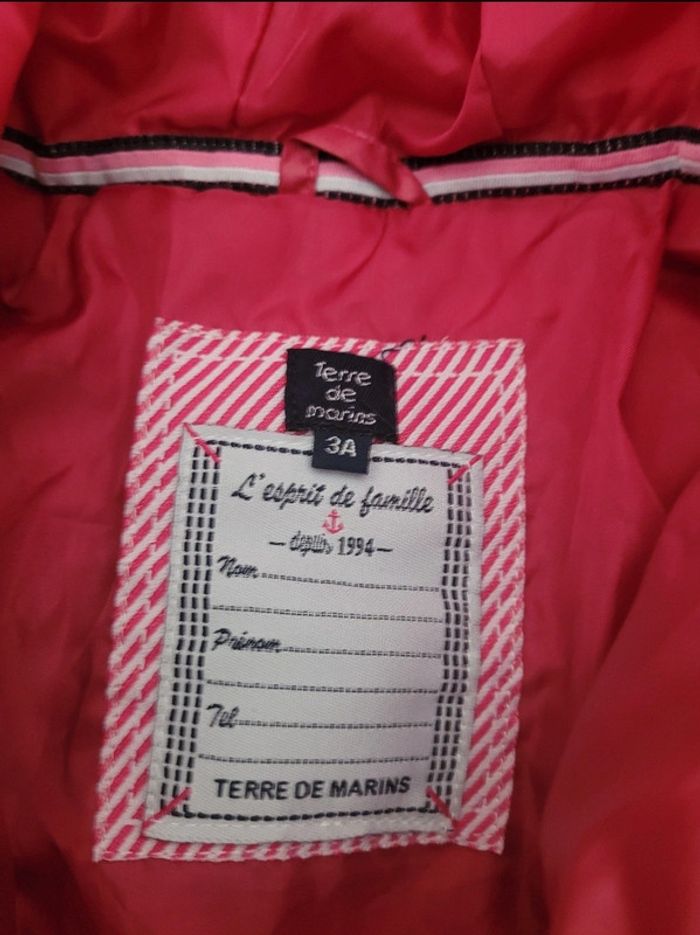 Terre
de
marins
3A
L'esprit de famille
- depuis 1994 -
Nom
Prénom
Tel
TERRE DE MARINS